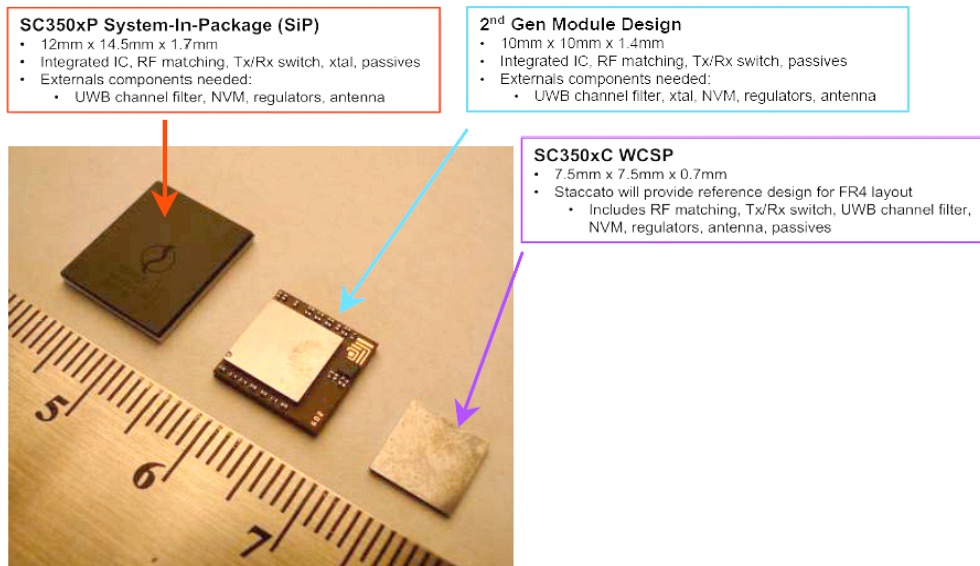 SC350xP System-In-Package (SiP)
• 12mm x 14.5mm x 1.7mm
• Integrated IC, RF matching, Tx/Rx switch, xtal, passives
• Externals components needed:
• UWB channel filter, NVM, regulators, antenna
2nd Gen Module Design
• 10mm x 10mm x 1.4mm
• Integrated IC, RF matching, Tx/Rx switch, passives
• Externals components needed:
• UWB channel filter, xtal, NVM, regulators, antenna
SC350xC WCSP
• 7.5mm x 7.5mm x 0.7mm
• Staccato will provide reference design for FR4 layout
• Includes RF matching, Tx/Rx switch, UWB channel filter,
NVM, regulators, antenna, passives
5
6
7